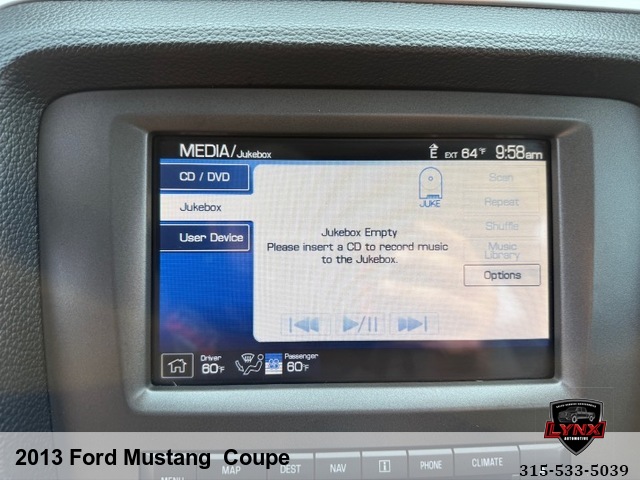 MEDIA/Jukebox
E EXT 64°F 9:58am
CD / DVD
Jukebox
User Device
JUKE
Jukebox Empty
Please insert a CD to record music
to the Jukebox.
Scan
Repeat
Shuffle
Music
Library
Options
Driver
60°F
Passenger
60°F
LYNX
AUTOMOTIVE
2013 Ford Mustang Coupe
315-533-5039
MENU
MAP
DEST
NAV
i
PHONE
CLIMATE